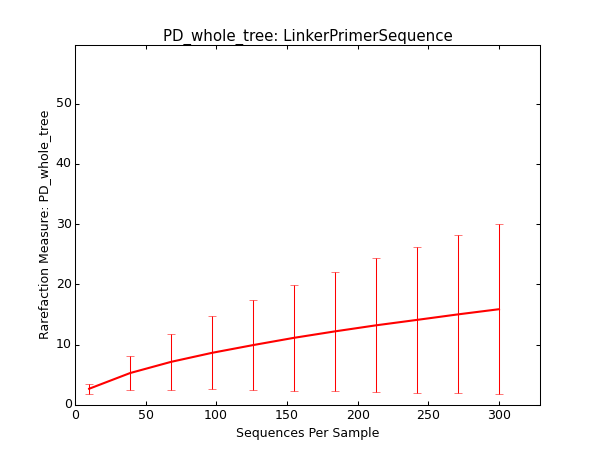 PD_whole_tree: LinkerPrimerSequence
Rarefaction Measure: PD_whole_tree
50
40
30
20
10
0
0 50 100 150 200 250 300
Sequences Per Sample